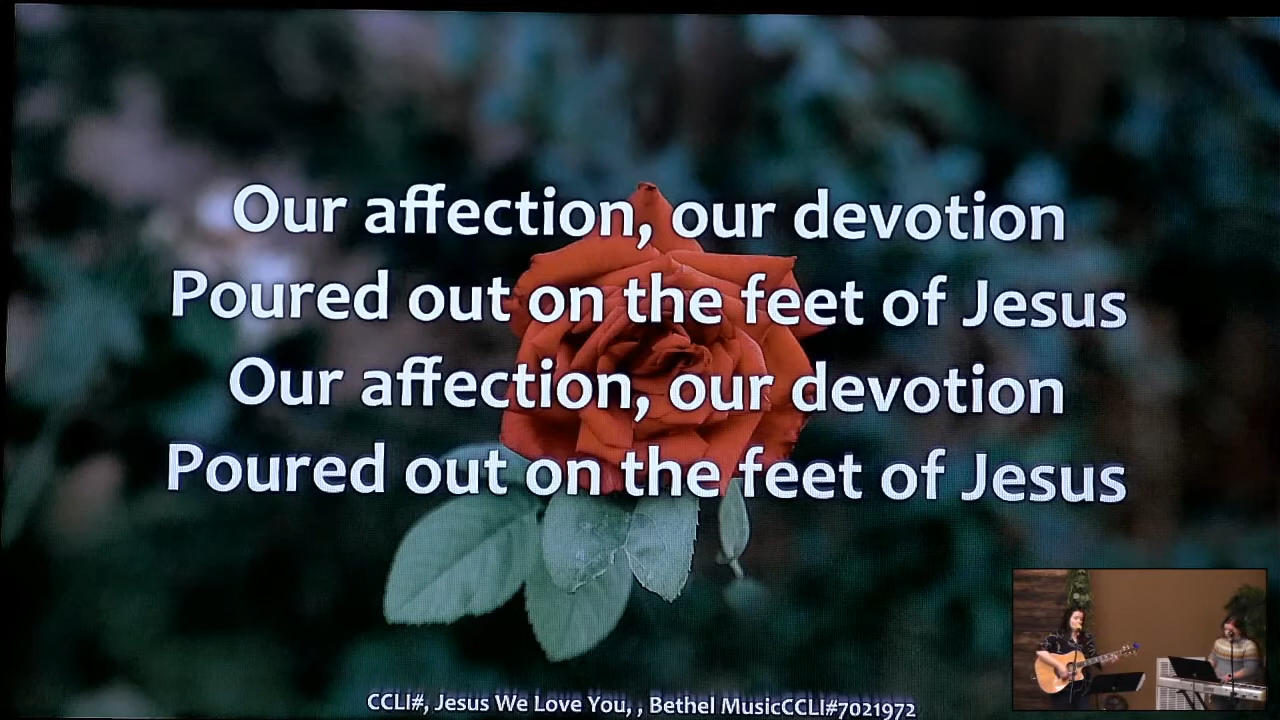 Our affection, our devotion
Poured out on the feet of Jesus
Our affection, our devotion
Poured out on the feet of Jesus
CCLI#, Jesus We Love You, , Bethel MusicCCLI#7021972